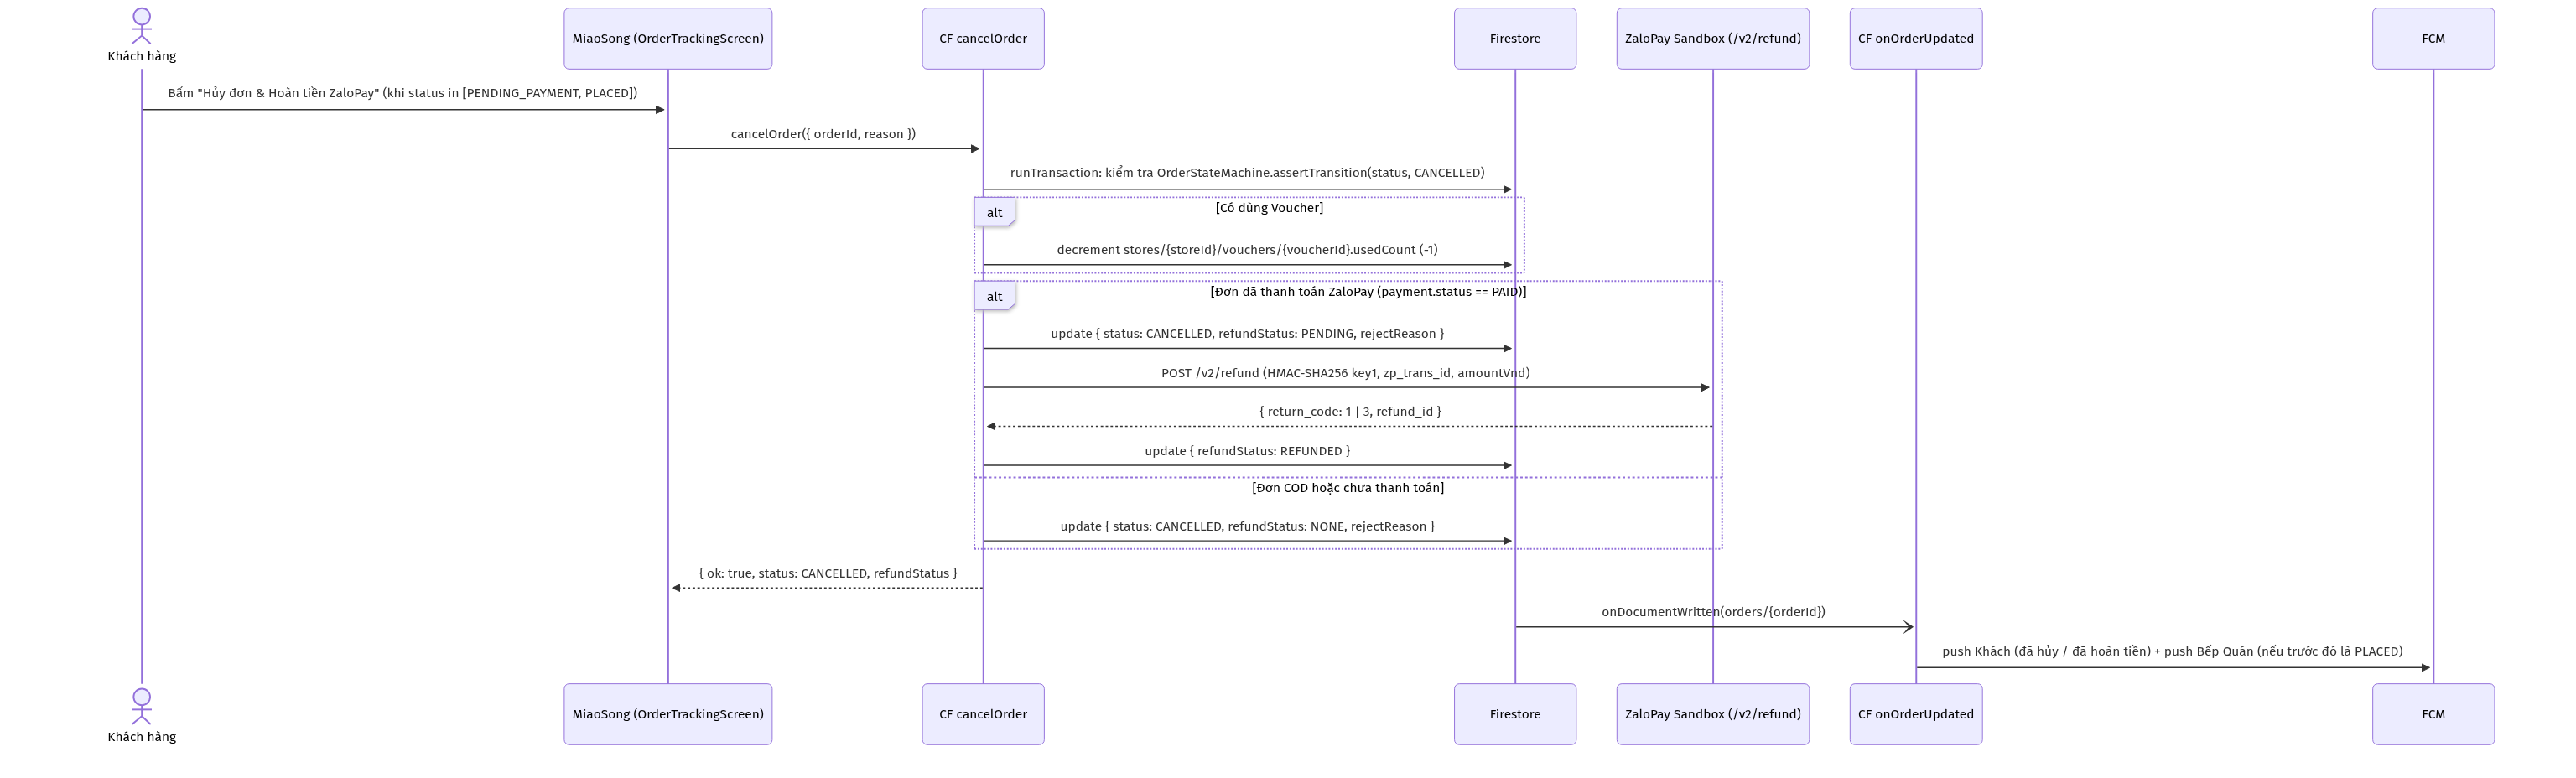 Khách hàng
MiaoSong (OrderTrackingScreen)
CF cancelOrder
Firestore
ZaloPay Sandbox (/v2/refund)
CF onOrderUpdated
FCM
Bấm "Hủy đơn & Hoàn tiền ZaloPay" (khi status in [PENDING_PAYMENT, PLACED])
cancelOrder({ orderId, reason })
runTransaction: kiểm tra OrderStateMachine.assertTransition(status, CANCELLED)
alt
[Có dùng Voucher]
decrement stores/{storeId}/vouchers/{voucherId}.usedCount (-1)
alt
[Đơn đã thanh toán ZaloPay (payment.status == PAID)]
update { status: CANCELLED, refundStatus: PENDING, rejectReason }
POST /v2/refund (HMAC-SHA256 key1, zp_trans_id, amountVnd)
{ return_code: 1 | 3, refund_id }
update { refundStatus: REFUNDED }
[Đơn COD hoặc chưa thanh toán]
update { status: CANCELLED, refundStatus: NONE, rejectReason }
{ ok: true, status: CANCELLED, refundStatus }
onDocumentWritten(orders/{orderId})
push Khách (đã hủy / đã hoàn tiền) + push Bếp Quán (nếu trước đó là PLACED)
Khách hàng
MiaoSong (OrderTrackingScreen)
CF cancelOrder
Firestore
ZaloPay Sandbox (/v2/refund)
CF onOrderUpdated
FCM